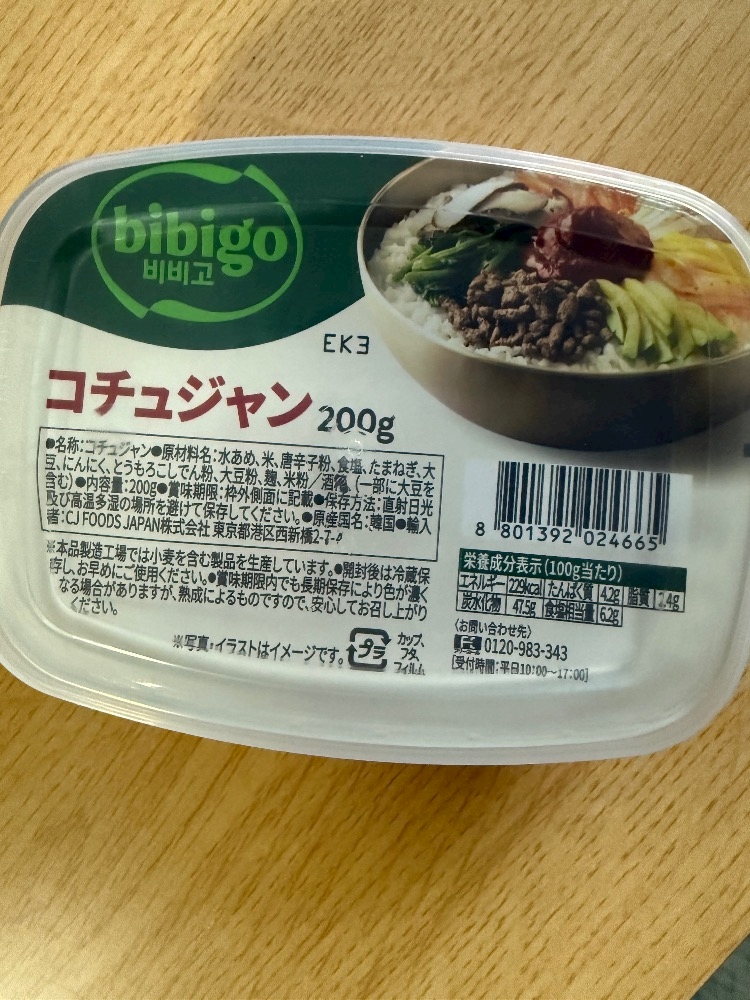 bibigo
비비고
EK3
コチュジャン 200g
●名称:コチュジャン●原材料名:水あめ、米、唐辛子粉、食塩、たまねぎ、大
豆、にんにく、とうもろこしでん粉、大豆粉、麹、米粉/酒精、(一部に大豆を
含む)●内容量:200g●賞味期限:枠外側面に記載●保存方法:直射日光
及び高温多湿の場所を避けて保存してください。●原産国名:韓国●輸入
者:CJ FOODS JAPAN株式会社 東京都港区西新橋2-7-4
※本品製造工場では小麦を含む製品を生産しています。●開封後は冷蔵保
存し、お早めにご使用ください。●賞味期限内でも長期保存により色が濃く
なる場合がありますが、熟成によるものですので、安心してお召し上がり
ください。
※写真・イラストはイメージです。
プラ
カップ、
フタ、
フィルム
8 801392 024665
栄養成分表示(100g当たり)
エネルギー 229kcal たんぱく質 4.2g 脂質 2.4g
炭水化物 47.5g 食塩相当量 6.2g
〈お問い合わせ先〉
0120-983-343
[受付時間:平日10:00~17:00]